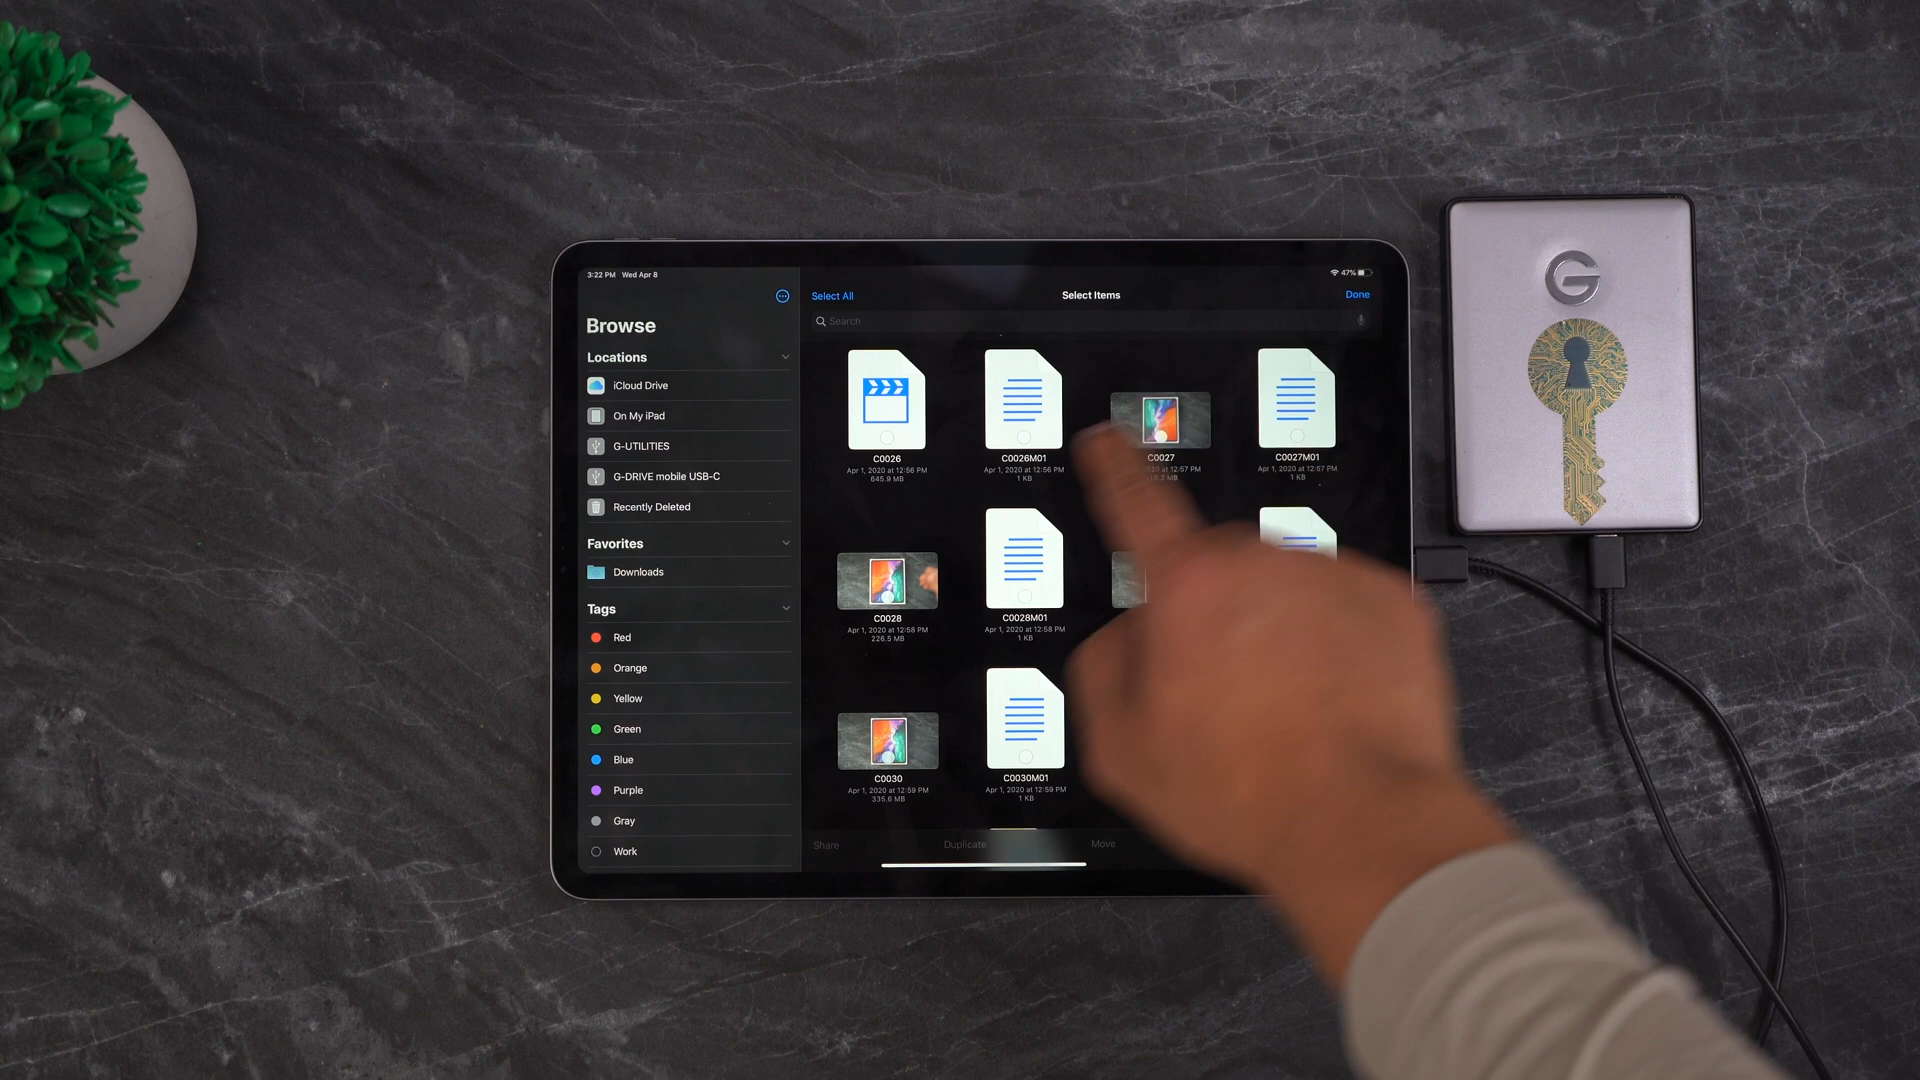 3:22 PM Wed Apr 8
47%
Browse
Locations
iCloud Drive
On My iPad
G-UTILITIES
G-DRIVE mobile USB-C
Recently Deleted
Favorites
Downloads
Tags
Red
Orange
Yellow
Green
Blue
Purple
Gray
Work
Select All
Select Items
Done
Search
C0026
Apr 1, 2020 at 12:56 PM
645.9 MB
C0026M01
Apr 1, 2020 at 12:56 PM
1 KB
C0027
2020 at 12:57 PM
MB
C0027M01
Apr 1, 2020 at 12:57 PM
1 KB
C0028
Apr 1, 2020 at 12:58 PM
226.5 MB
C0028M01
Apr 1, 2020 at 12:58 PM
1 KB
C0030
Apr 1, 2020 at 12:59 PM
335.6 MB
C0030M01
Apr 1, 2020 at 12:59 PM
1 KB
Share
Duplicate
Move
G